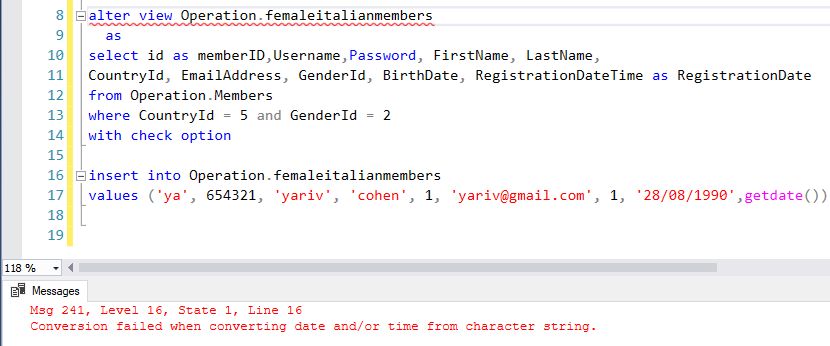 8 alter view Operation.femaleitalianmembers
9 as
10 select id as memberID,Username,Password, FirstName, LastName,
11 CountryId, EmailAddress, GenderId, BirthDate, RegistrationDateTime as RegistrationDate
12 from Operation.Members
13 where CountryId = 5 and GenderId = 2
14 with check option
15
16 insert into Operation.femaleitalianmembers
17 values ('ya', 654321, 'yariv', 'cohen', 1, 'yariv@gmail.com', 1, '28/08/1990',getdate())
18
19
118 %
Messages
Msg 241, Level 16, State 1, Line 16
Conversion failed when converting date and/or time from character string.